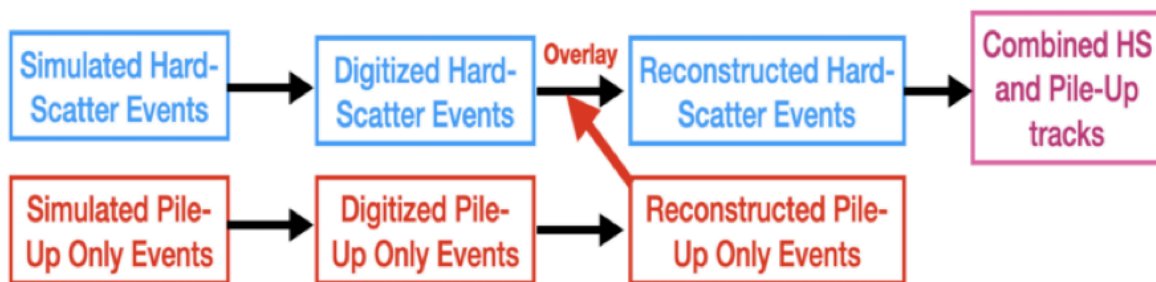 Simulated Hard-
Scatter Events
Digitized Hard-
Scatter Events
Overlay
Reconstructed Hard-
Scatter Events
Combined HS
and Pile-Up
tracks
Simulated Pile-
Up Only Events
Digitized Pile-
Up Only Events
Reconstructed Pile-
Up Only Events